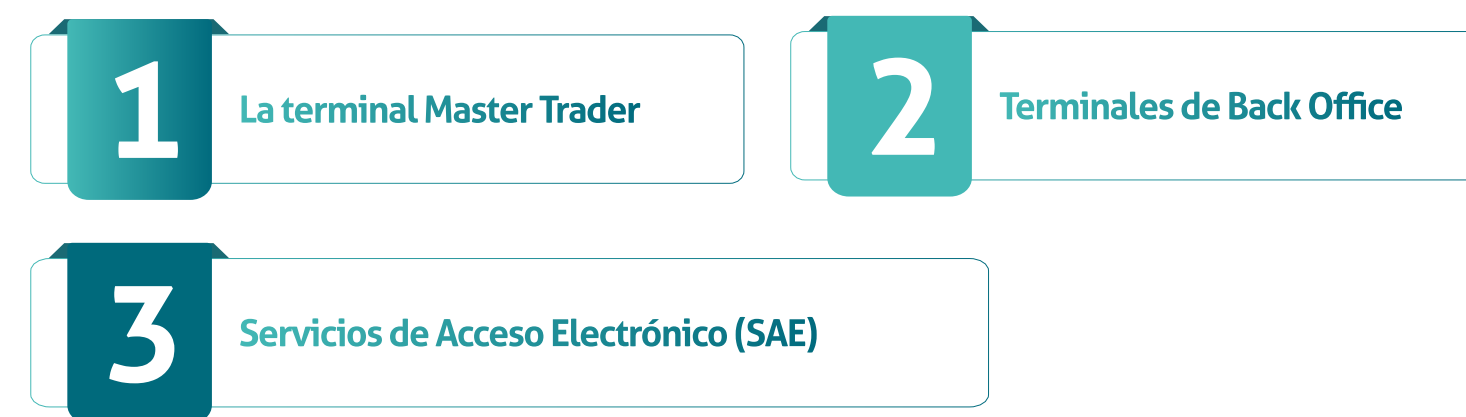 1
La terminal Master Trader
2
Terminales de Back Office
3
Servicios de Acceso Electrónico (SAE)